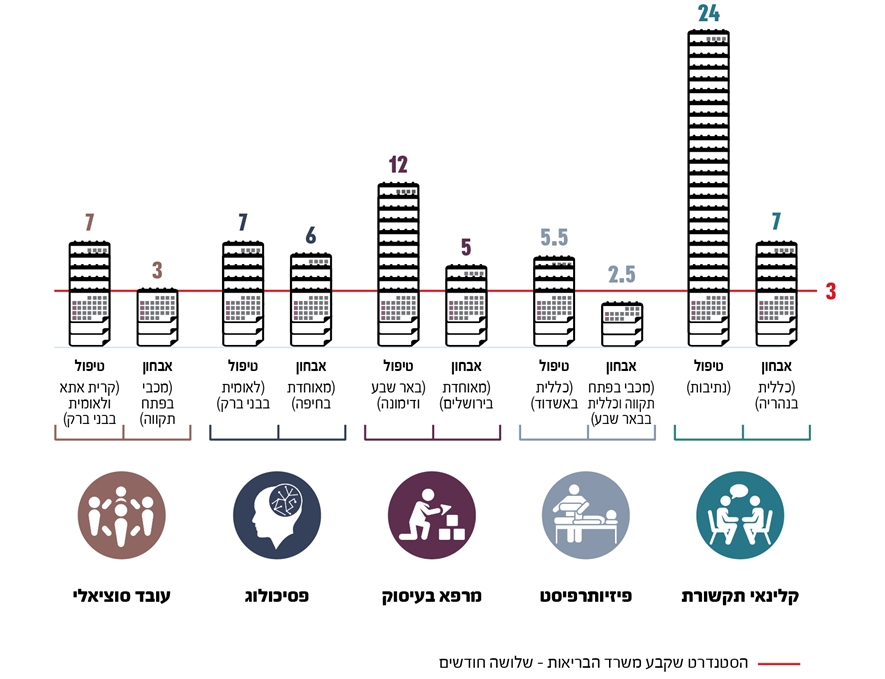 24
12
7
7
6
5
5.5
2.5
7
3
3
אבחון
(כללית
בנהריה)
טיפול
(נתיבות)
אבחון
(מכבי בפתח
תקווה וכללית
בבאר שבע)
טיפול
(כללית
באשדוד)
אבחון
(מאוחדת
בירושלים)
טיפול
(באר שבע
ודימונה)
אבחון
(מאוחדת
בחיפה)
טיפול
(לאומית
בבני ברק)
אבחון
(מכבי
בפתח
תקווה)
טיפול
(קרית אתא
ולאומית
בבני ברק)
קלינאי תקשורת
פיזיותרפיסט
מרפא בעיסוק
פסיכולוג
עובד סוציאלי
הסטנדרט שקבע משרד הבריאות - שלושה חודשים